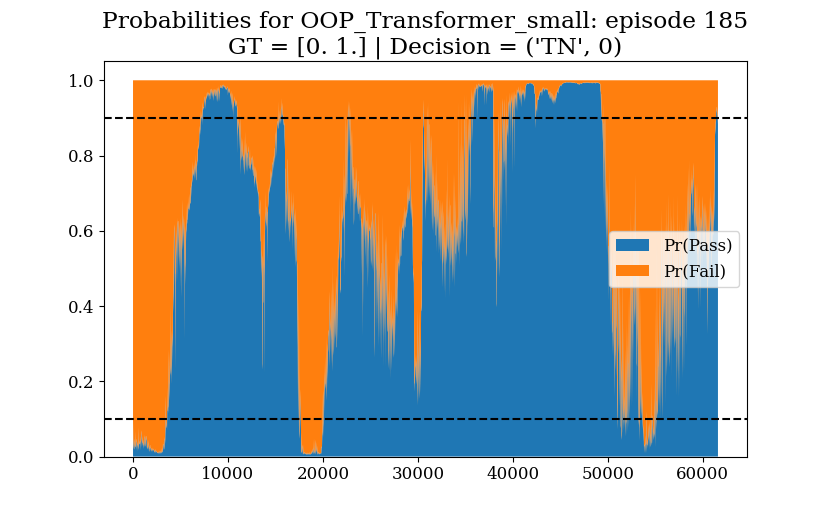 Probabilities for OOP_Transformer_small: episode 185
GT = [0. 1.] | Decision = ('TN', 0)
1.0
0.8
0.6
0.4
0.2
0.0
Pr(Pass)
Pr(Fail)
0 10000 20000 30000 40000 50000 60000